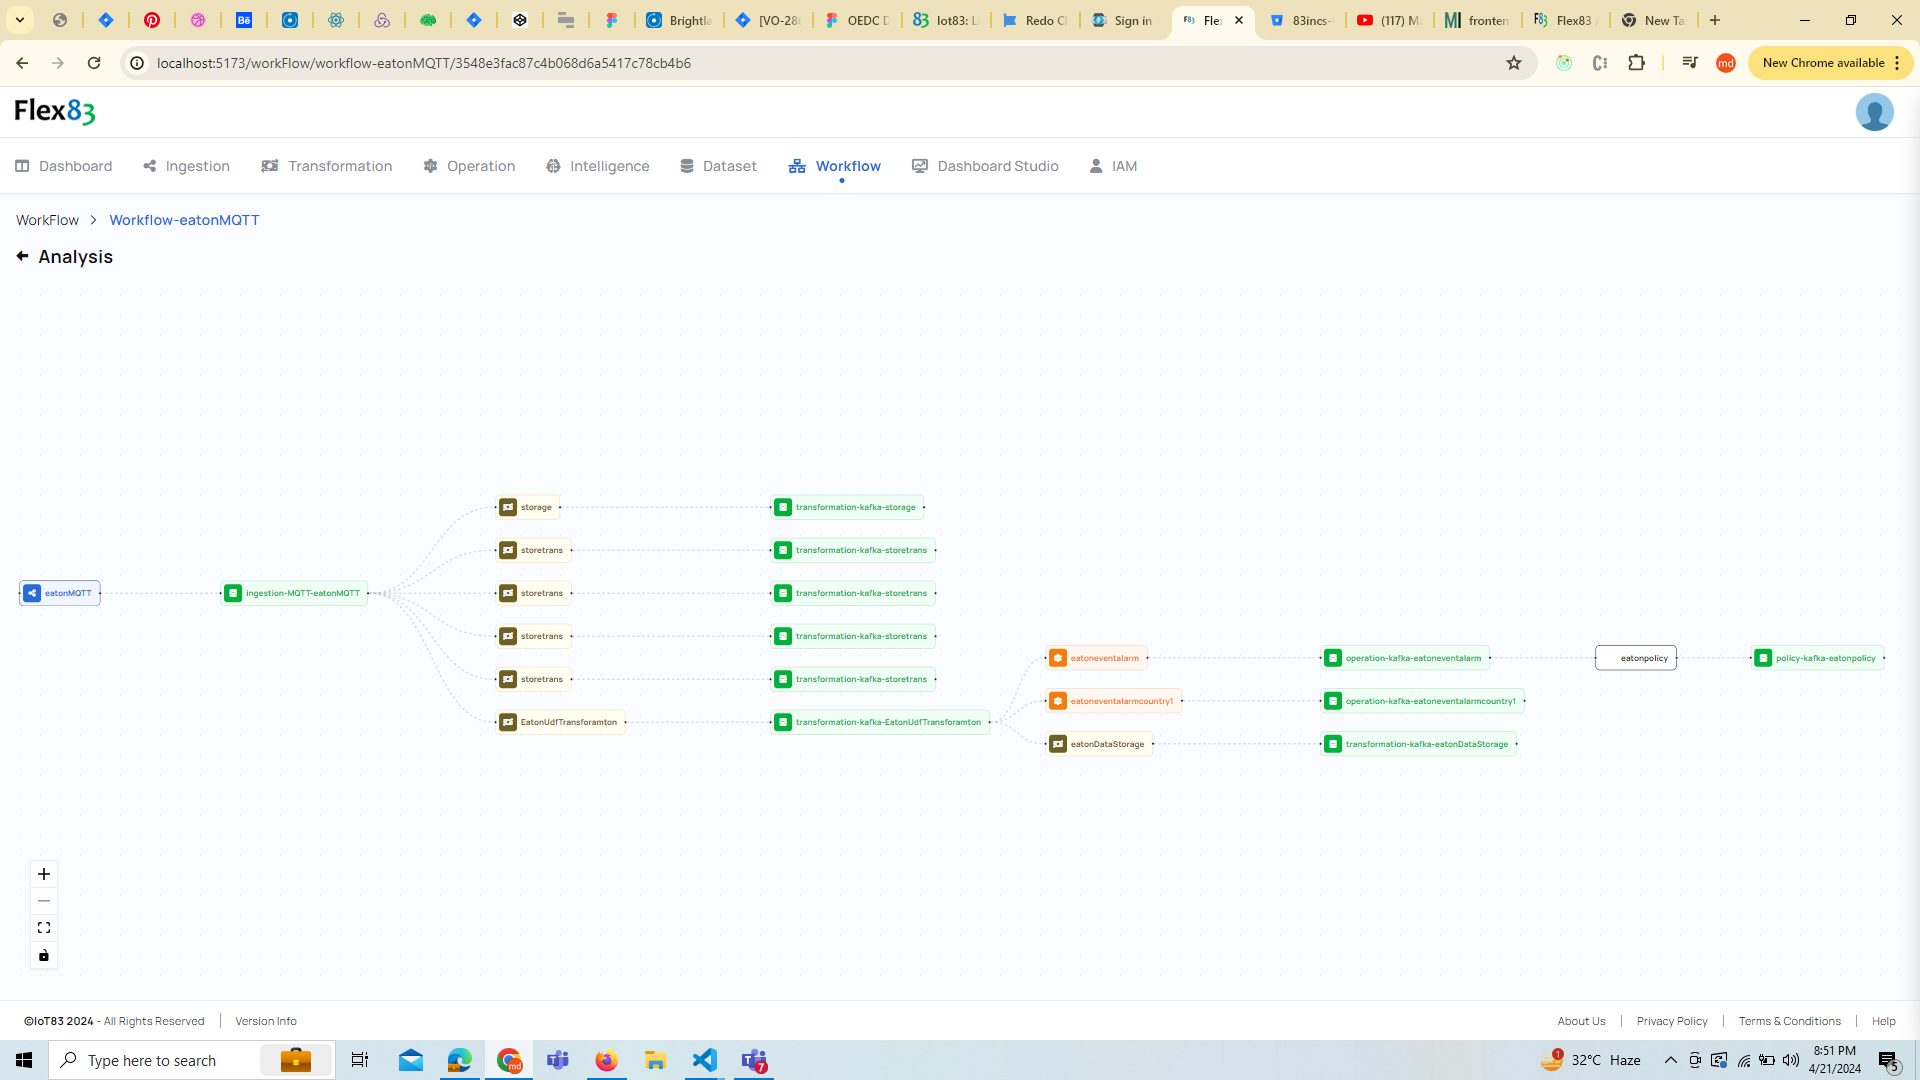 Brightla
[VO-286
OEDC D
Iot83: L
Redo C
Sign in
Flex
83incs-
(117) M
fronten
Flex83
New Ta
localhost:5173/workFlow/workflow-eatonMQTT/3548e3fac87c4b068d6a5417c78cb4b6
md
New Chrome available
Flex83
Dashboard
Ingestion
Transformation
Operation
Intelligence
Dataset
Workflow
Dashboard Studio
IAM
WorkFlow > Workflow-eatonMQTT
Analysis
storage
transformation-kafka-storage
storetrans
transformation-kafka-storetrans
eatonMQTT
ingestion-MQTT-eatonMQTT
storetrans
transformation-kafka-storetrans
storetrans
transformation-kafka-storetrans
eatoneventalarm
operation-kafka-eatoneventalarm
eatonpolicy
policy-kafka-eatonpolicy
storetrans
transformation-kafka-storetrans
eatoneventalarmcountry1
operation-kafka-eatoneventalarmcountry1
EatonUdfTransforamton
transformation-kafka-EatonUdfTransforamton
eatonDataStorage
transformation-kafka-eatonDataStorage
©IoT83 2024 - All Rights Reserved
Version Info
About Us
Privacy Policy
Terms & Conditions
Help
Type here to search
32°C Haze
8:51 PM
4/21/2024